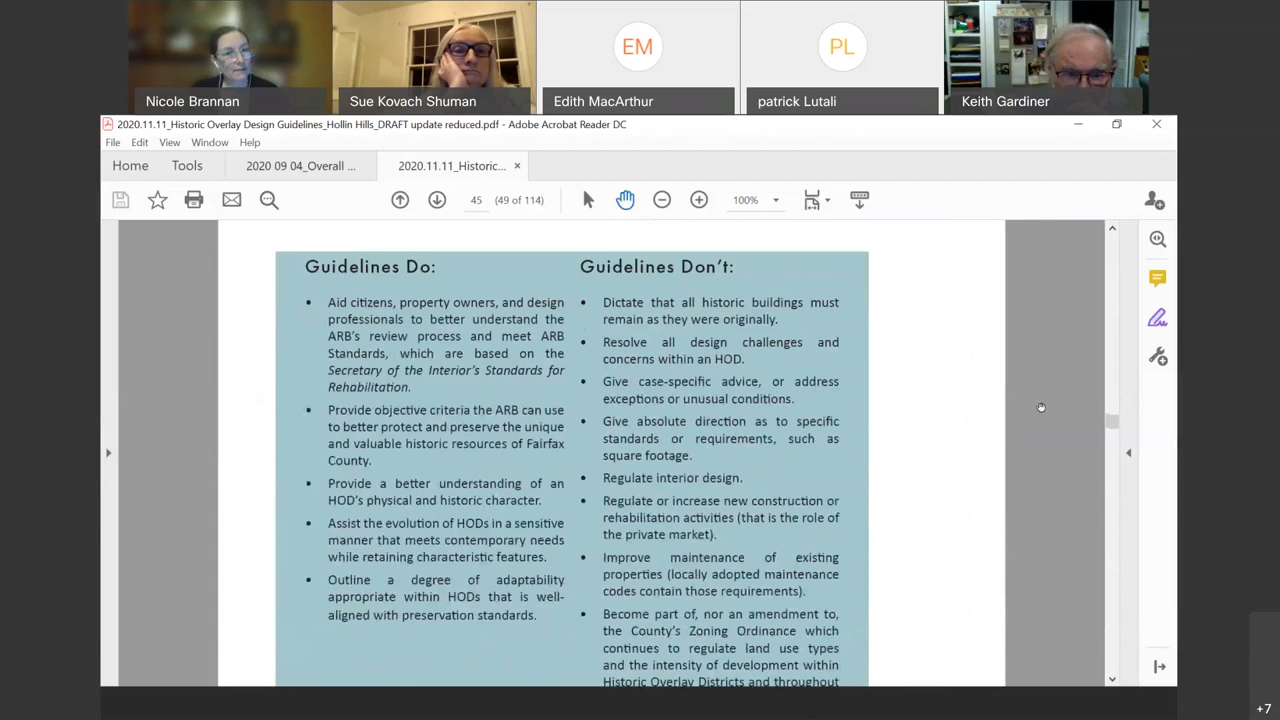 EM
PL
Nicole Brannan
Sue Kovach Shuman
Edith MacArthur
patrick Lutali
Keith Gardiner
2020.11.11_Historic Overlay Design Guidelines_Hollin Hills_DRAFT update reduced.pdf - Adobe Acrobat Reader DC
File Edit View Window Help
Home Tools 2020 09 04_Overall ... 2020.11.11_Historic... ×
45 (49 of 114) 100%
Guidelines Do:
• Aid citizens, property owners, and design
professionals to better understand the
ARB's review process and meet ARB
Standards, which are based on the
Secretary of the Interior's Standards for
Rehabilitation.
• Provide objective criteria the ARB can use
to better protect and preserve the unique
and valuable historic resources of Fairfax
County.
• Provide a better understanding of an
HOD's physical and historic character.
• Assist the evolution of HODs in a sensitive
manner that meets contemporary needs
while retaining characteristic features.
• Outline a degree of adaptability
appropriate within HODs that is well-
aligned with preservation standards.
Guidelines Don't:
• Dictate that all historic buildings must
remain as they were originally.
• Resolve all design challenges and
concerns within an HOD.
• Give case-specific advice, or address
exceptions or unusual conditions.
• Give absolute direction as to specific
standards or requirements, such as
square footage.
• Regulate interior design.
• Regulate or increase new construction or
rehabilitation activities (that is the role of
the private market).
• Improve maintenance of existing
properties (locally adopted maintenance
codes contain those requirements).
• Become part of, nor an amendment to,
the County's Zoning Ordinance which
continues to regulate land use types
and the intensity of development within
Historic Overlay Districts and throughout
+7